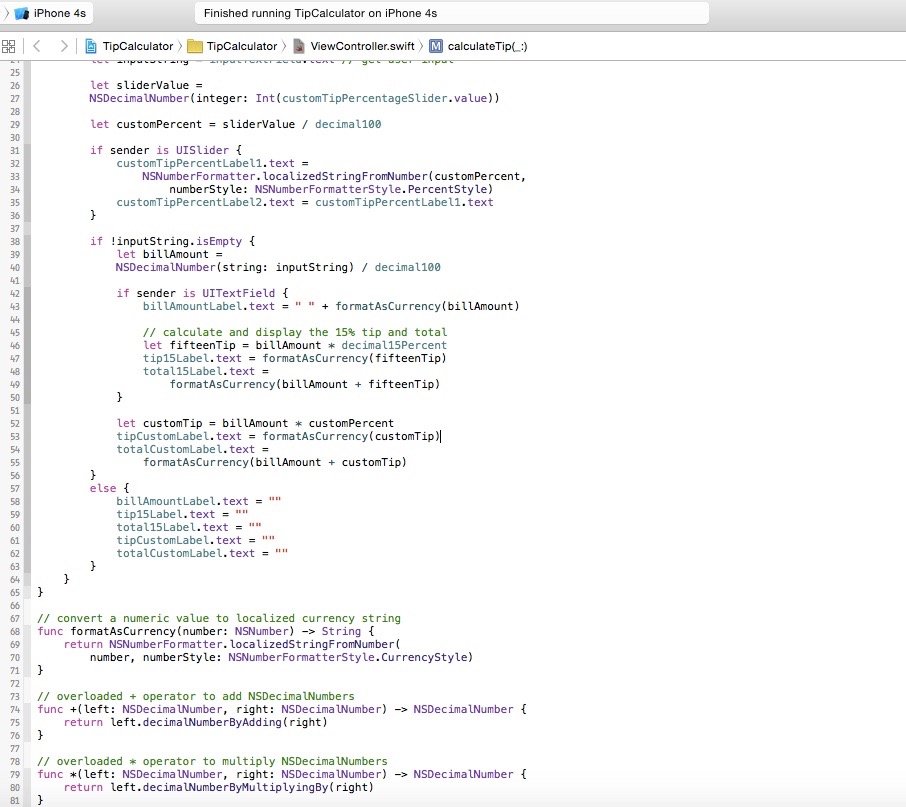 iPhone 4s
Finished running TipCalculator on iPhone 4s
TipCalculator
TipCalculator
ViewController.swift
M calculateTip(_:)
24 let inputString = inputTextField.text // get user input
25
26 let sliderValue =
27 NSDecimalNumber(integer: Int(customTipPercentageSlider.value))
28
29 let customPercent = sliderValue / decimal100
30
31 if sender is UISlider {
32 customTipPercentLabel1.text =
33 NSNumberFormatter.localizedStringFromNumber(customPercent,
34 numberStyle: NSNumberFormatterStyle.PercentStyle)
35 customTipPercentLabel2.text = customTipPercentLabel1.text
36 }
37
38 if !inputString.isEmpty {
39 let billAmount =
40 NSDecimalNumber(string: inputString) / decimal100
41
42 if sender is UITextField {
43 billAmountLabel.text = " " + formatAsCurrency(billAmount)
44
45 // calculate and display the 15% tip and total
46 let fifteenTip = billAmount * decimal15Percent
47 tip15Label.text = formatAsCurrency(fifteenTip)
48 total15Label.text =
49 formatAsCurrency(billAmount + fifteenTip)
50 }
51
52 let customTip = billAmount * customPercent
53 tipCustomLabel.text = formatAsCurrency(customTip)
54 totalCustomLabel.text =
55 formatAsCurrency(billAmount + customTip)
56 }
57 else {
58 billAmountLabel.text = ""
59 tip15Label.text = ""
60 total15Label.text = ""
61 tipCustomLabel.text = ""
62 totalCustomLabel.text = ""
63 }
64 }
65 }
66
67 // convert a numeric value to localized currency string
68 func formatAsCurrency(number: NSNumber) -> String {
69 return NSNumberFormatter.localizedStringFromNumber(
70 number, numberStyle: NSNumberFormatterStyle.CurrencyStyle)
71 }
72
73 // overloaded + operator to add NSDecimalNumbers
74 func +(left: NSDecimalNumber, right: NSDecimalNumber) -> NSDecimalNumber {
75 return left.decimalNumberByAdding(right)
76 }
77
78 // overloaded * operator to multiply NSDecimalNumbers
79 func *(left: NSDecimalNumber, right: NSDecimalNumber) -> NSDecimalNumber {
80 return left.decimalNumberByMultiplyingBy(right)
81 }